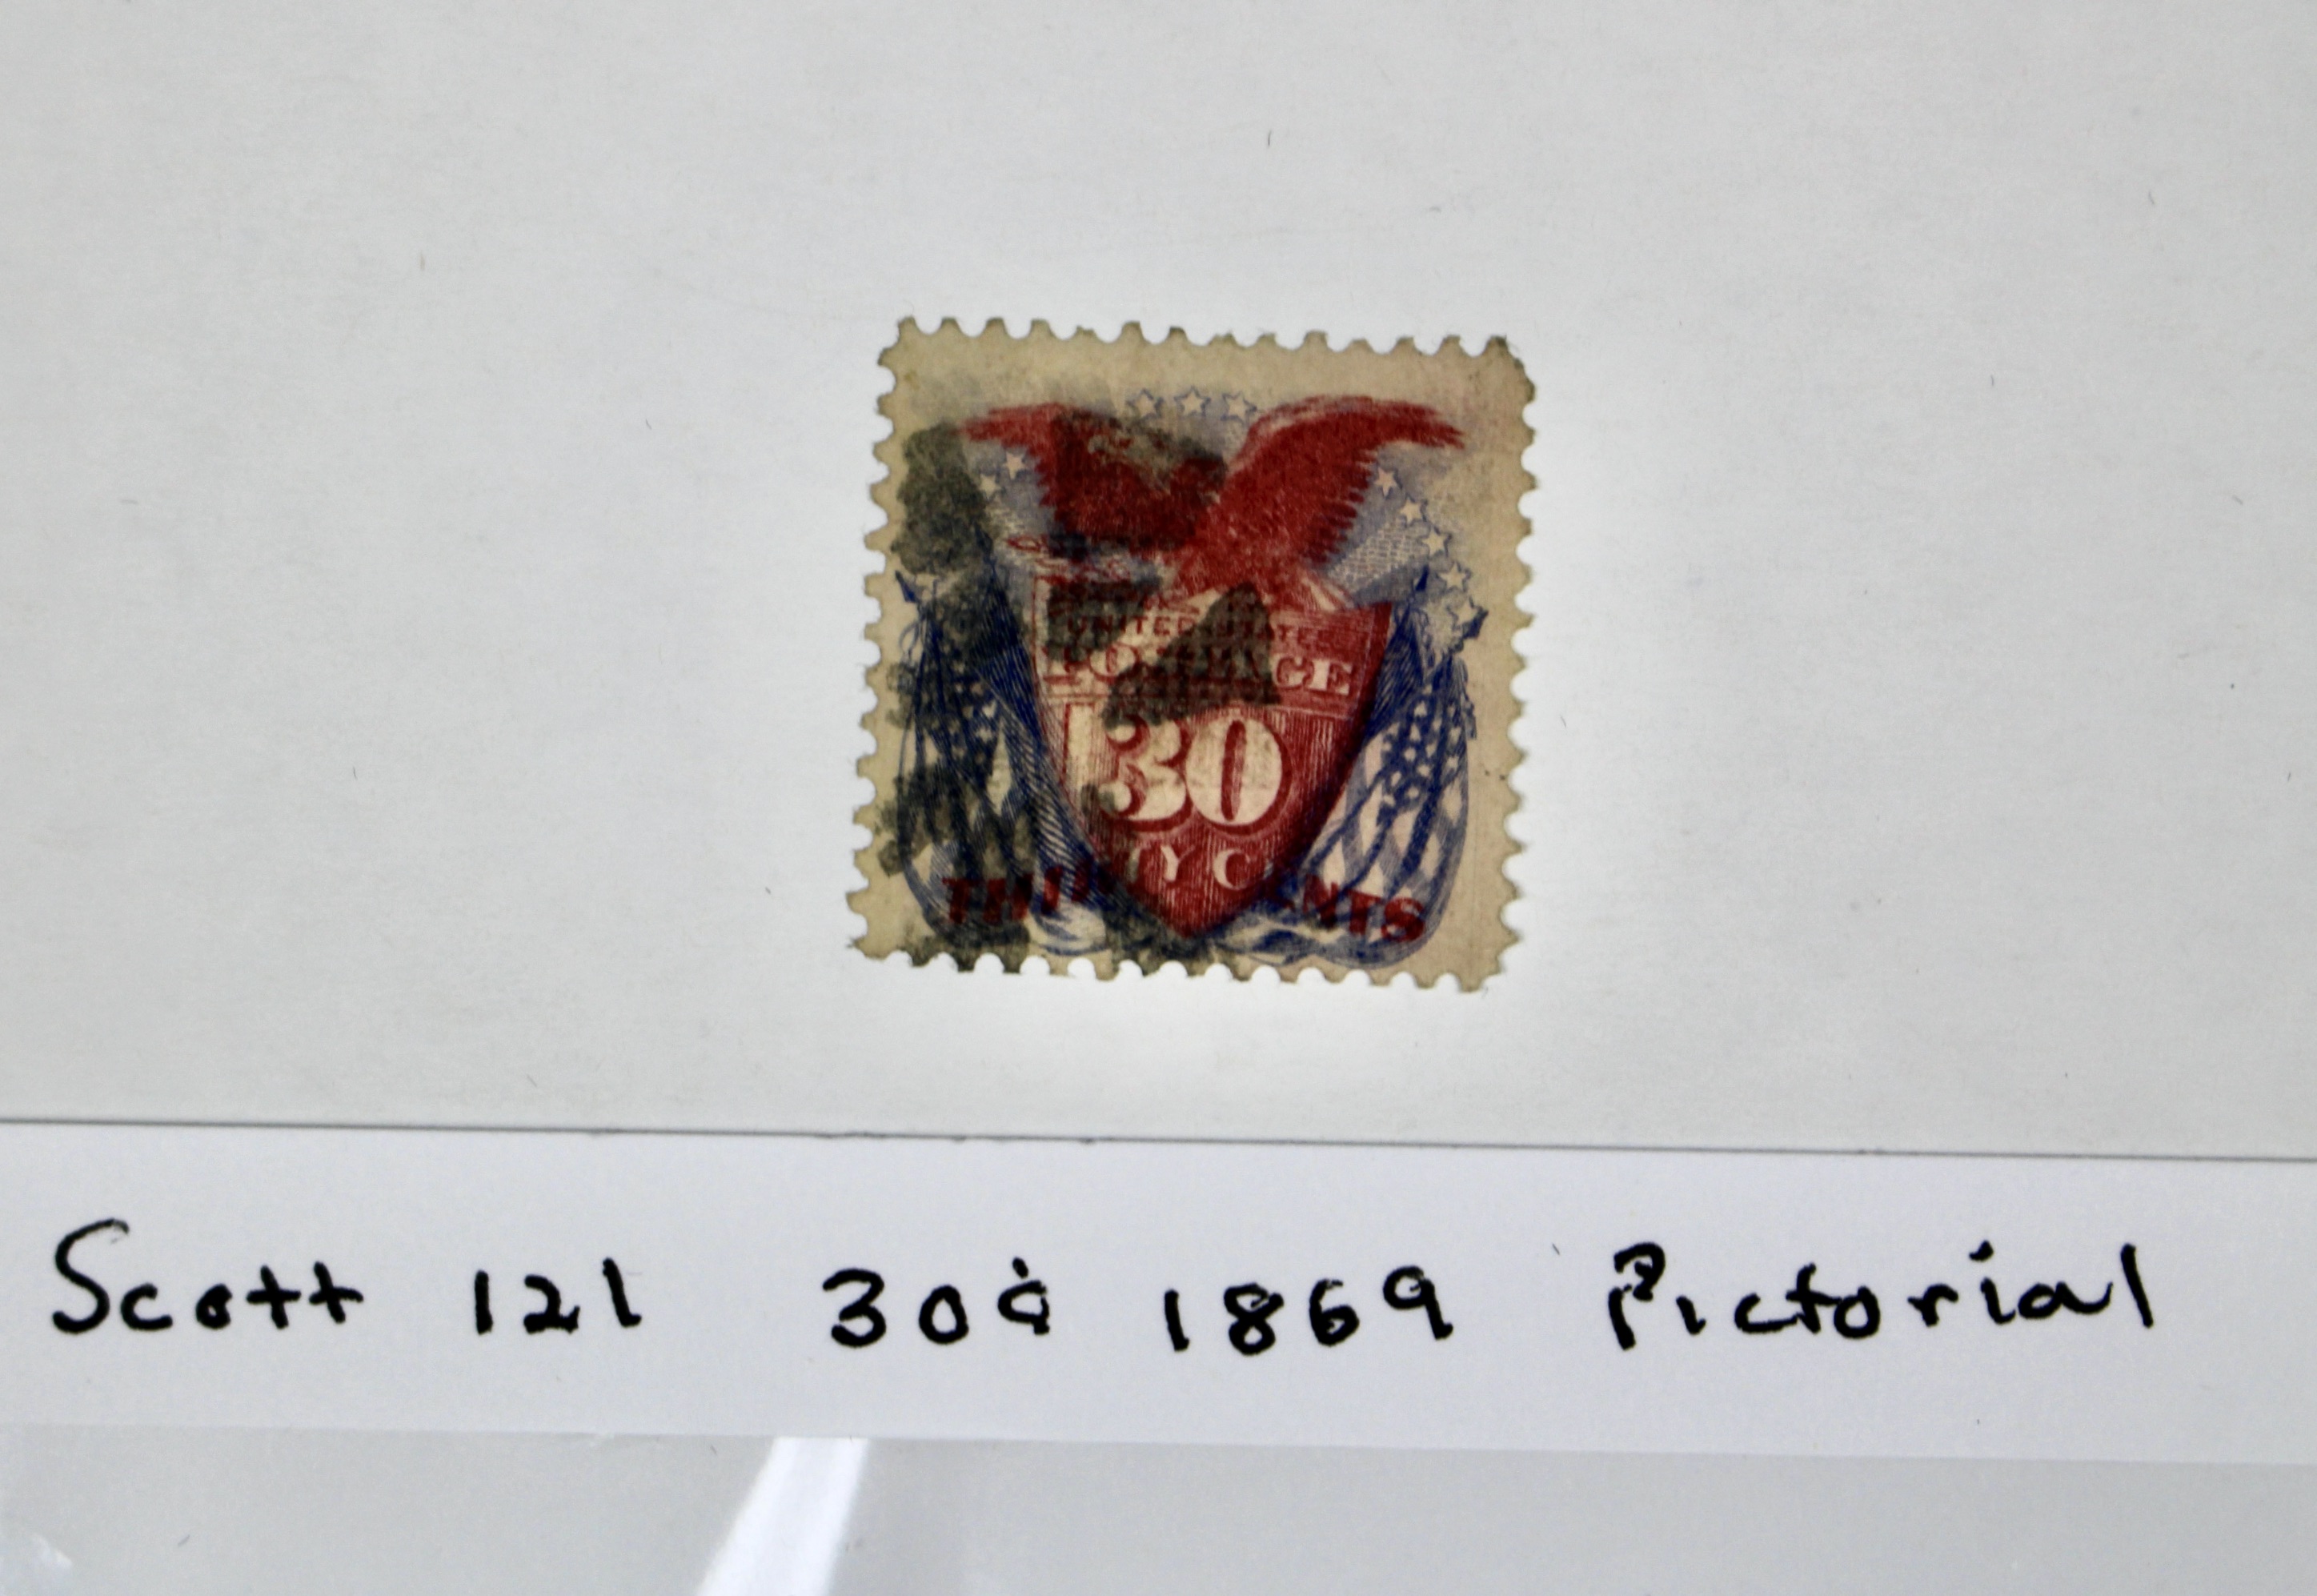 UNITED STATES
POSTAGE
30
THIRTY CENTS
Scott 121 30¢ 1869 Pictorial